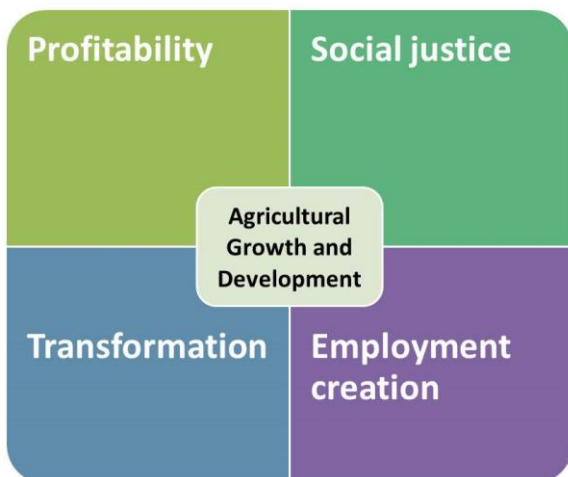 Profitability
Social justice
Agricultural
Growth and
Development
Transformation
Employment
creation